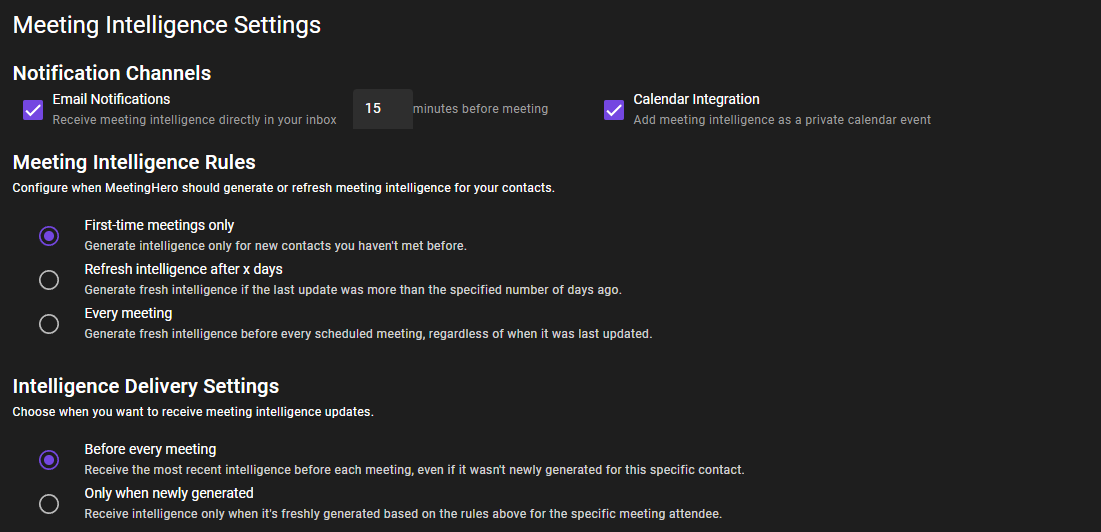 Meeting Intelligence Settings
Notification Channels
Email Notifications
Receive meeting intelligence directly in your inbox
15 minutes before meeting
Calendar Integration
Add meeting intelligence as a private calendar event
Meeting Intelligence Rules
Configure when MeetingHero should generate or refresh meeting intelligence for your contacts.
First-time meetings only
Generate intelligence only for new contacts you haven't met before.
Refresh intelligence after x days
Generate fresh intelligence if the last update was more than the specified number of days ago.
Every meeting
Generate fresh intelligence before every scheduled meeting, regardless of when it was last updated.
Intelligence Delivery Settings
Choose when you want to receive meeting intelligence updates.
Before every meeting
Receive the most recent intelligence before each meeting, even if it wasn't newly generated for this specific contact.
Only when newly generated
Receive intelligence only when it's freshly generated based on the rules above for the specific meeting attendee.